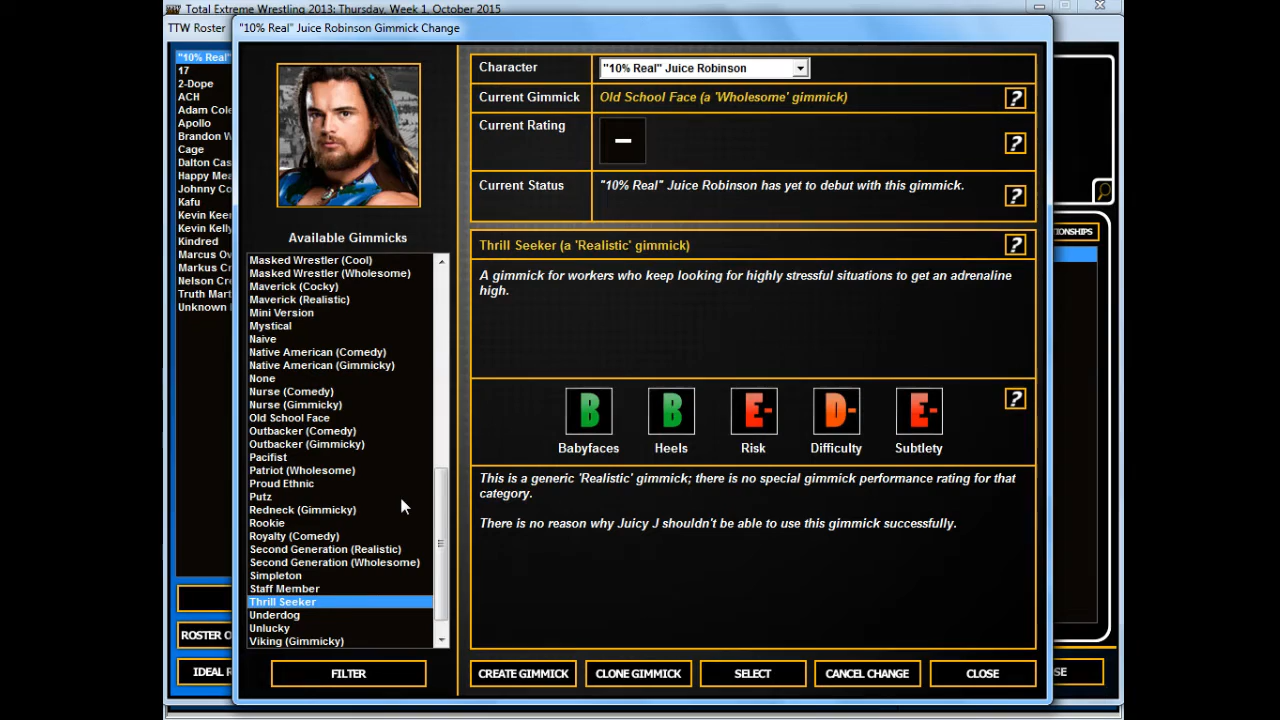 Total Extreme Wrestling 2013: Thursday, Week 1, October 2015
TTW Roster
"10% Real" Juice Robinson Gimmick Change
"10% Real"
17
2-Dope
ACH
Adam Cole
Apollo
Brandon W
Cage
Dalton Cas
Happy Mea
Johnny Co
Kafu
Kevin Keen
Kevin Kelly
Kindred
Marcus Ov
Markus Cr
Nelson Cre
Truth Mart
Unknown
ROSTER O
IDEAL
Available Gimmicks
Masked Wrestler (Cool)
Masked Wrestler (Wholesome)
Maverick (Cocky)
Maverick (Realistic)
Mini Version
Mystical
Naive
Native American (Comedy)
Native American (Gimmicky)
None
Nurse (Comedy)
Nurse (Gimmicky)
Old School Face
Outbacker (Comedy)
Outbacker (Gimmicky)
Pacifist
Patriot (Wholesome)
Proud Ethnic
Putz
Redneck (Gimmicky)
Rookie
Royalty (Comedy)
Second Generation (Realistic)
Second Generation (Wholesome)
Simpleton
Staff Member
Thrill Seeker
Underdog
Unlucky
Viking (Gimmicky)
FILTER
Character "10% Real" Juice Robinson
Current Gimmick Old School Face (a 'Wholesome' gimmick) ?
Current Rating – ?
Current Status "10% Real" Juice Robinson has yet to debut with this gimmick. ?
Thrill Seeker (a 'Realistic' gimmick) ?
A gimmick for workers who keep looking for highly stressful situations to get an adrenaline
high.
B B E- D- E- ?
Babyfaces Heels Risk Difficulty Subtlety
This is a generic 'Realistic' gimmick; there is no special gimmick performance rating for that
category.
There is no reason why Juicy J shouldn't be able to use this gimmick successfully.
CREATE GIMMICK CLONE GIMMICK SELECT CANCEL CHANGE CLOSE
TIONSHIPS
SE